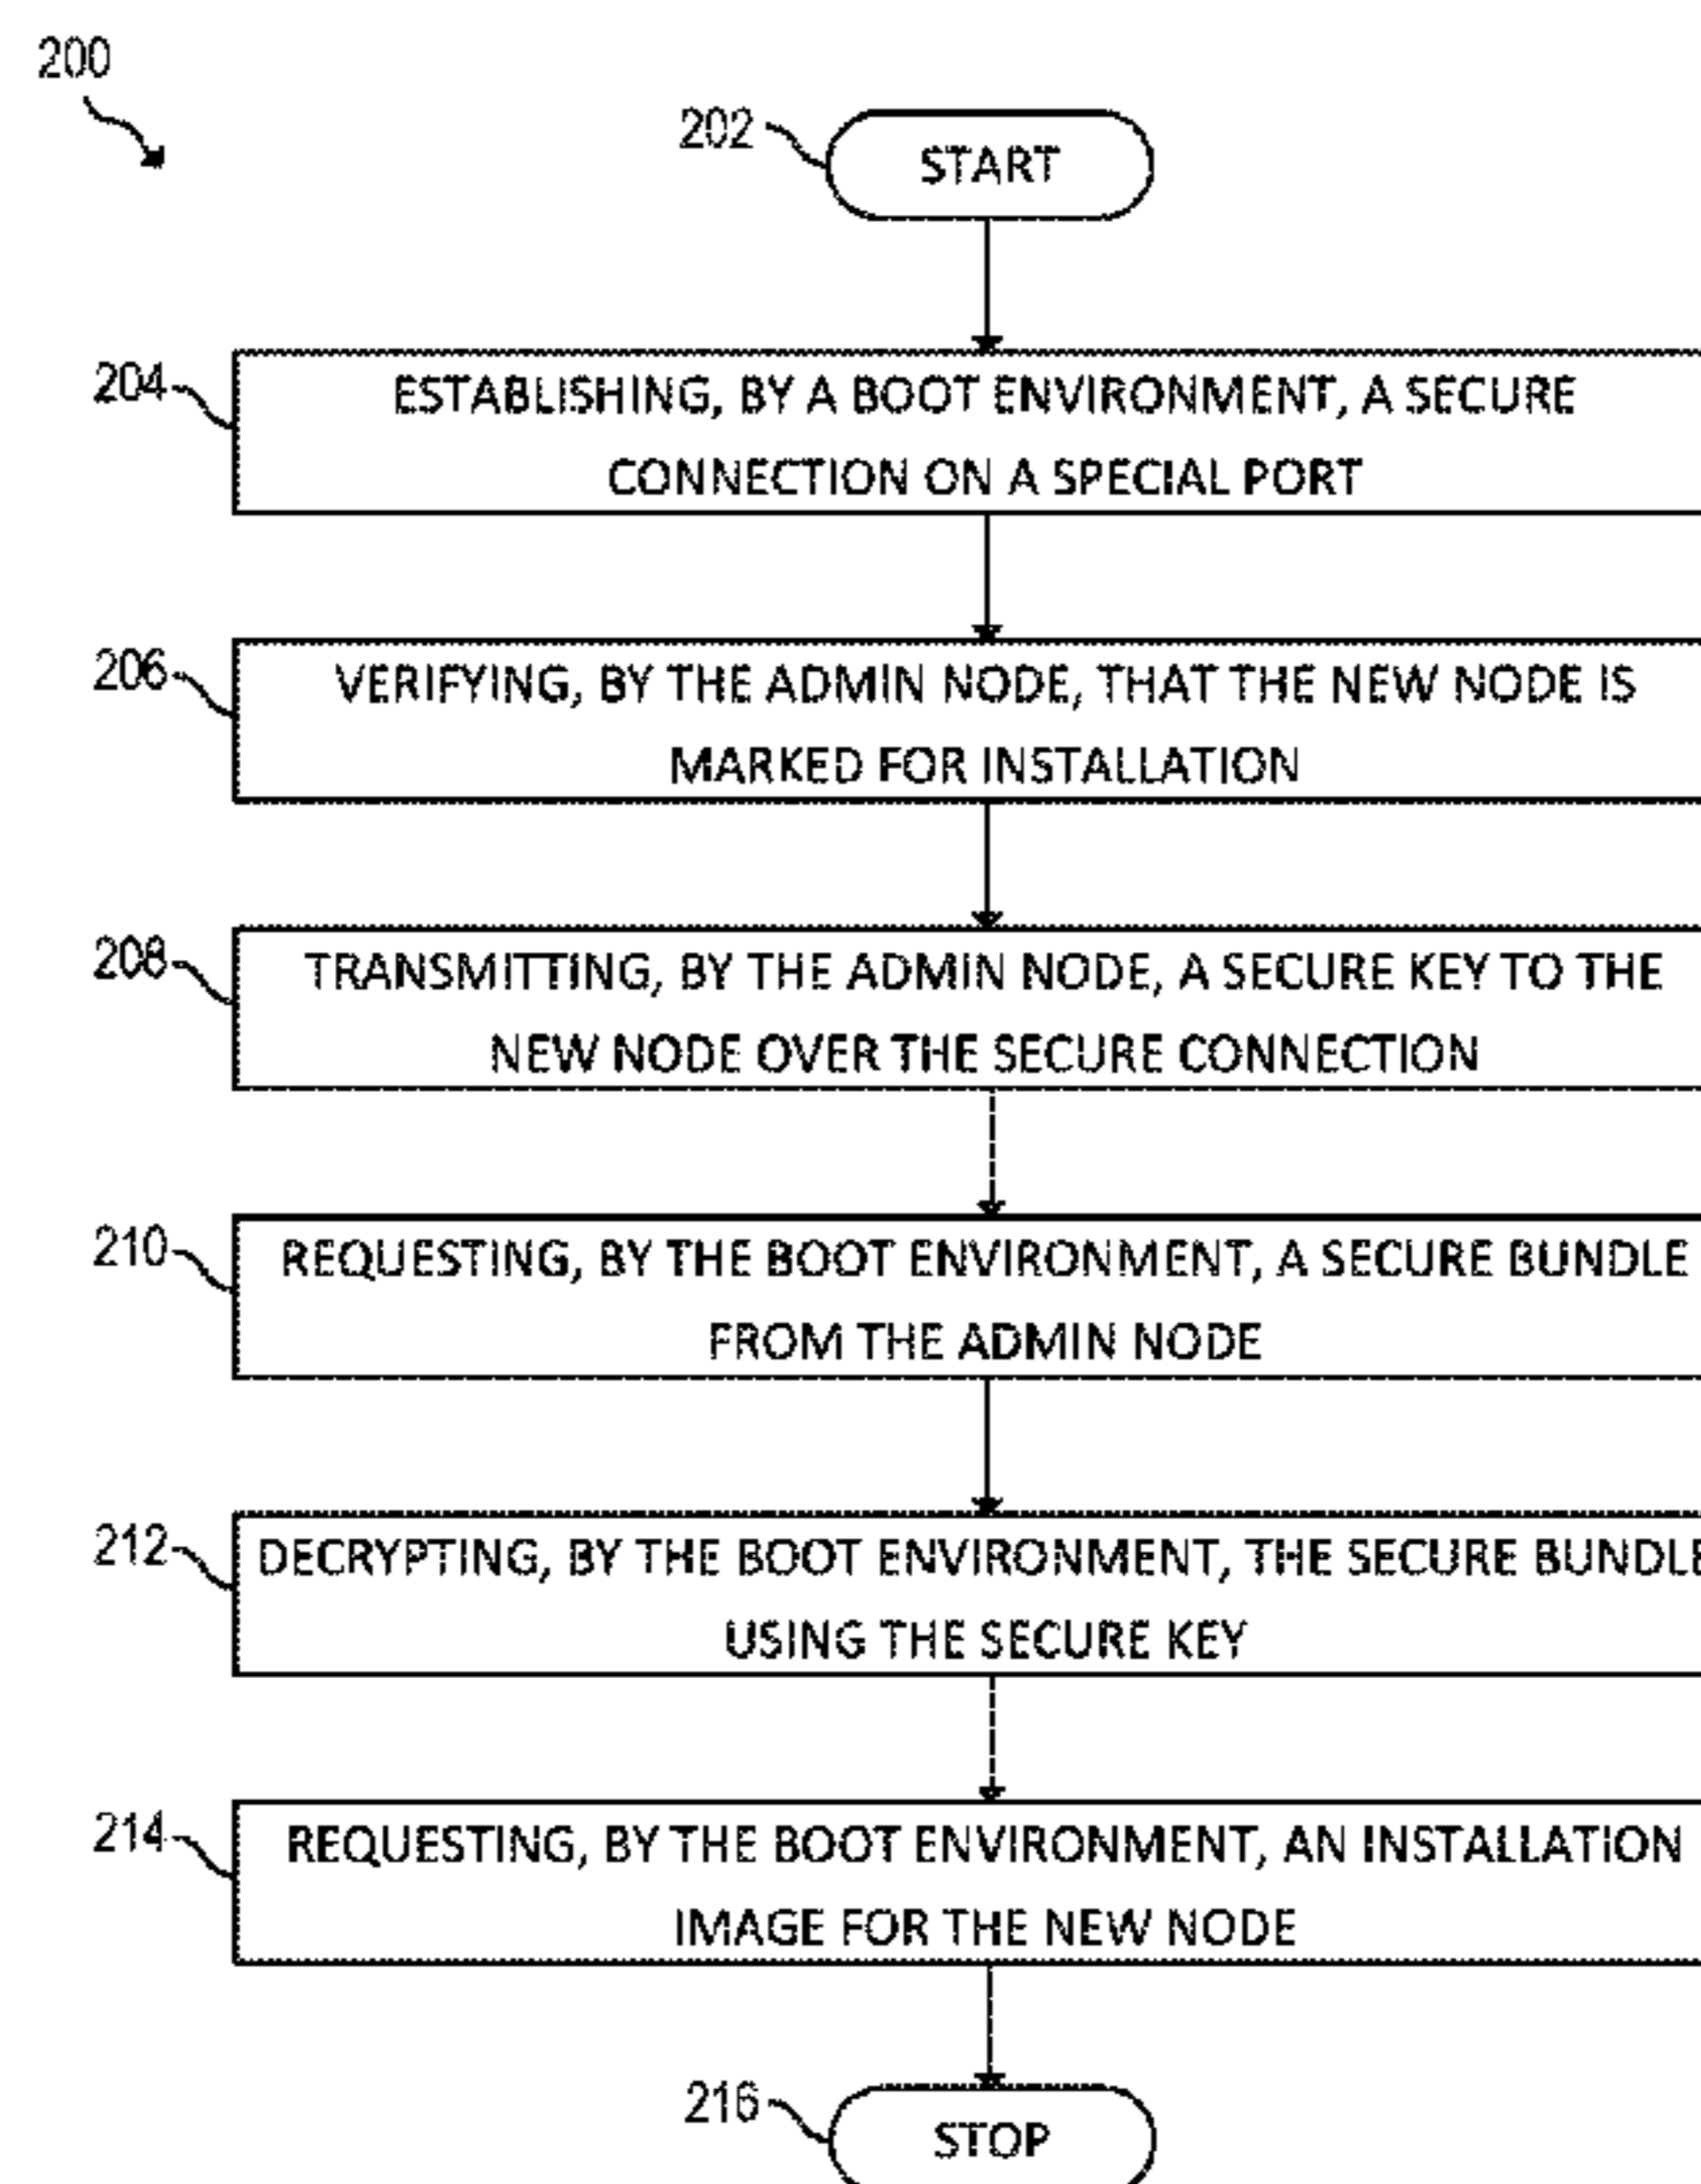 200
202
START
204
ESTABLISHING, BY A BOOT ENVIRONMENT, A SECURE
CONNECTION ON A SPECIAL PORT
206
VERIFYING, BY THE ADMIN NODE, THAT THE NEW NODE IS
MARKED FOR INSTALLATION
208
TRANSMITTING, BY THE ADMIN NODE, A SECURE KEY TO THE
NEW NODE OVER THE SECURE CONNECTION
210
REQUESTING, BY THE BOOT ENVIRONMENT, A SECURE BUNDLE
FROM THE ADMIN NODE
212
DECRYPTING, BY THE BOOT ENVIRONMENT, THE SECURE BUNDLE
USING THE SECURE KEY
214
REQUESTING, BY THE BOOT ENVIRONMENT, AN INSTALLATION
IMAGE FOR THE NEW NODE
216
STOP